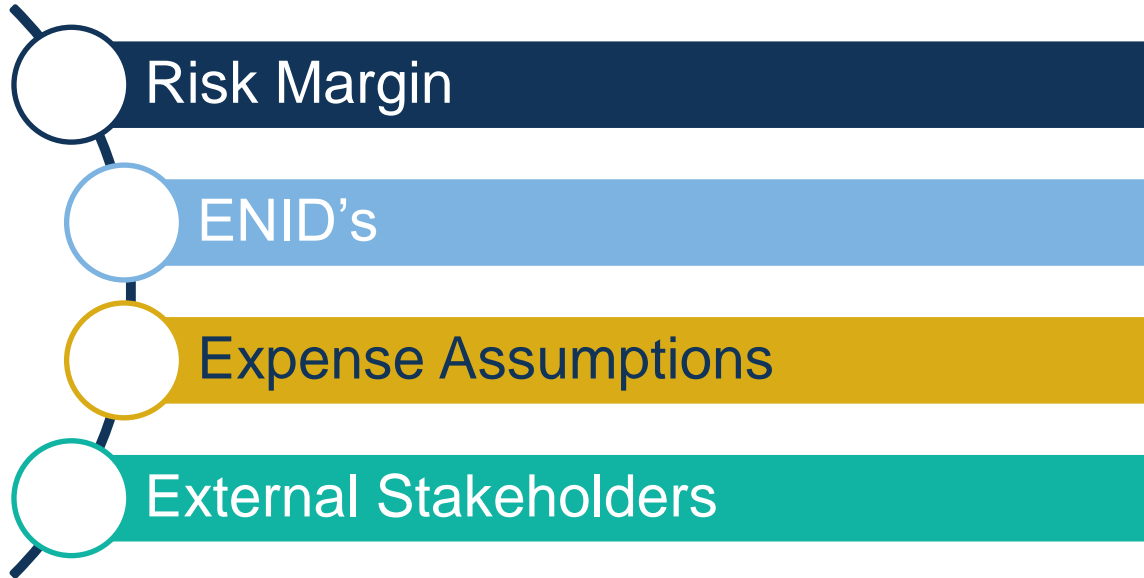 Risk Margin
ENID’s
Expense Assumptions
External Stakeholders